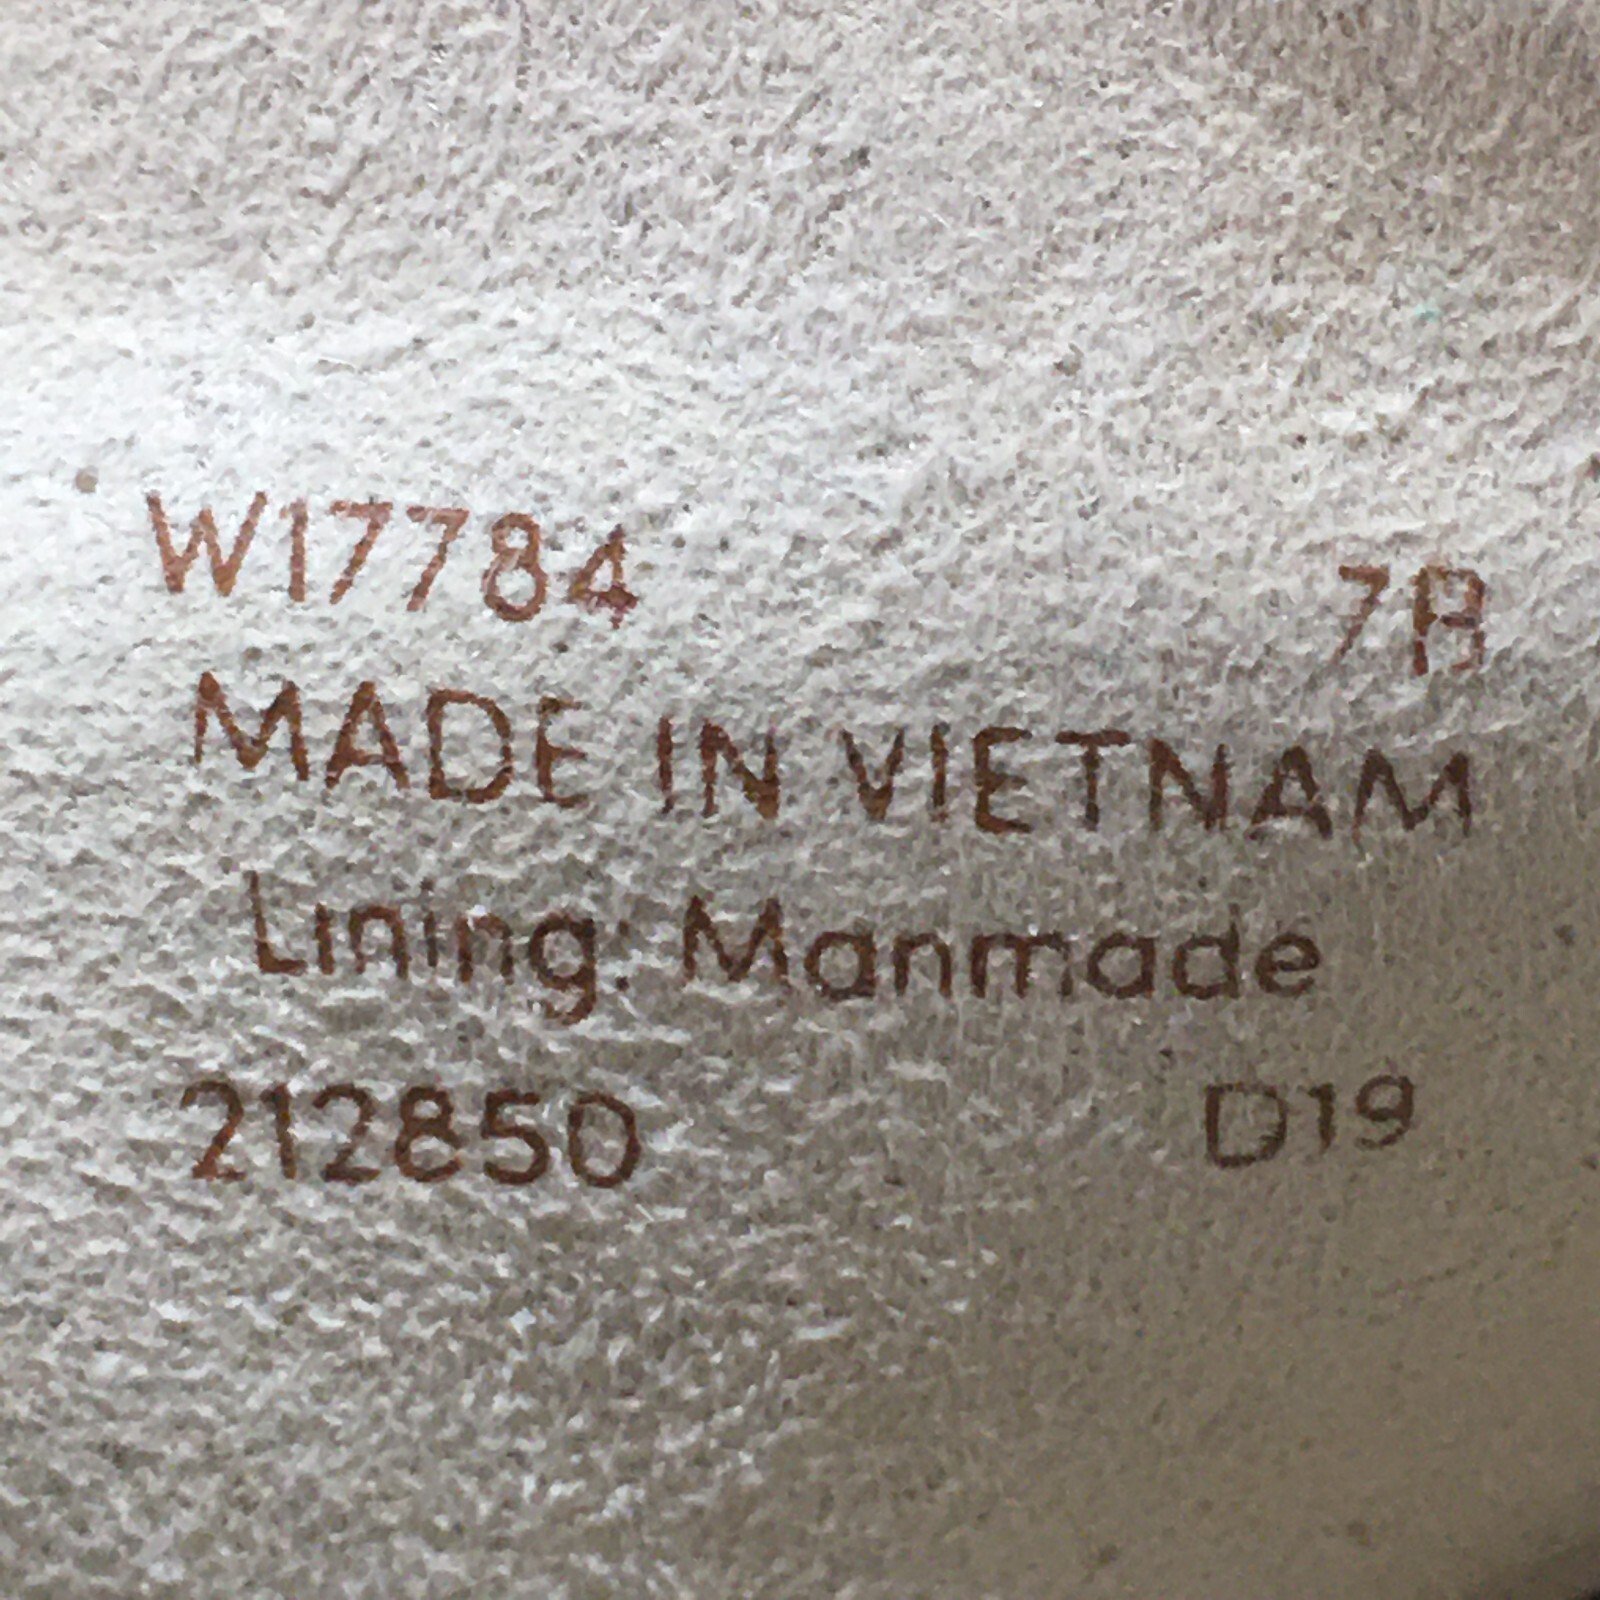 W17784 7B
MADE IN VIETNAM
Lining: Manmade
212850 D19